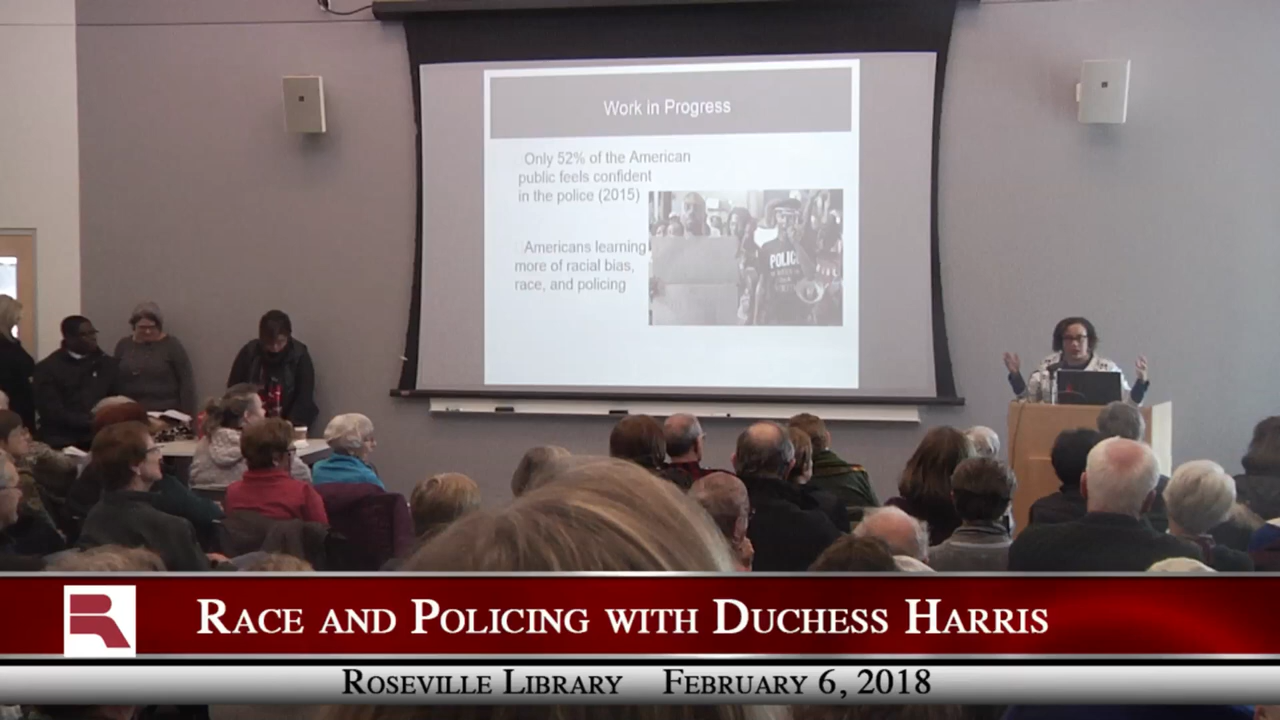 Work in Progress
Only 52% of the American
public feels confident
in the police (2015)
Americans learning
more of racial bias,
race, and policing
POLICE
RACE AND POLICING WITH DUCHESS HARRIS
ROSEVILLE LIBRARY FEBRUARY 6, 2018